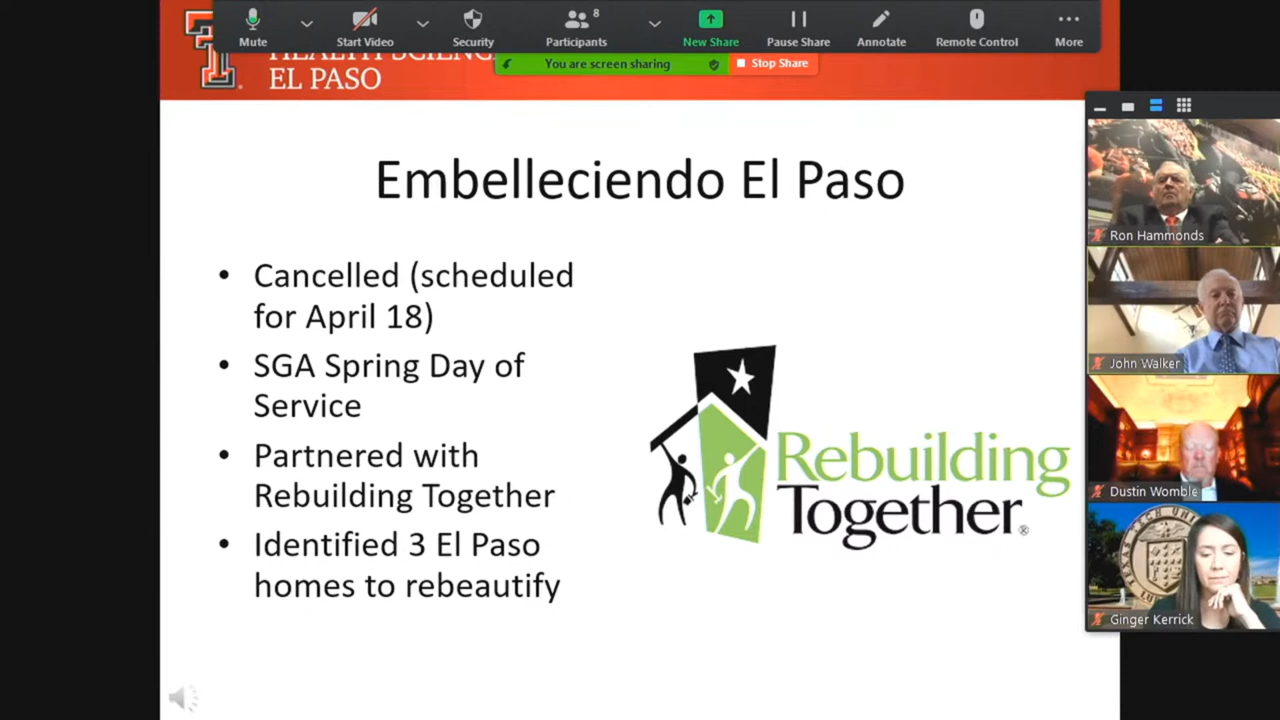 Mute
Start Video
Security
Participants
8
New Share
Pause Share
Annotate
Remote Control
More
You are screen sharing
Stop Share
HEALTH SCIENC
EL PASO
Embelleciendo El Paso
• Cancelled (scheduled
for April 18)
• SGA Spring Day of
Service
• Partnered with
Rebuilding Together
• Identified 3 El Paso
homes to rebeautify
Rebuilding
Together®
Ron Hammonds
John Walker
Dustin Womble
Ginger Kerrick